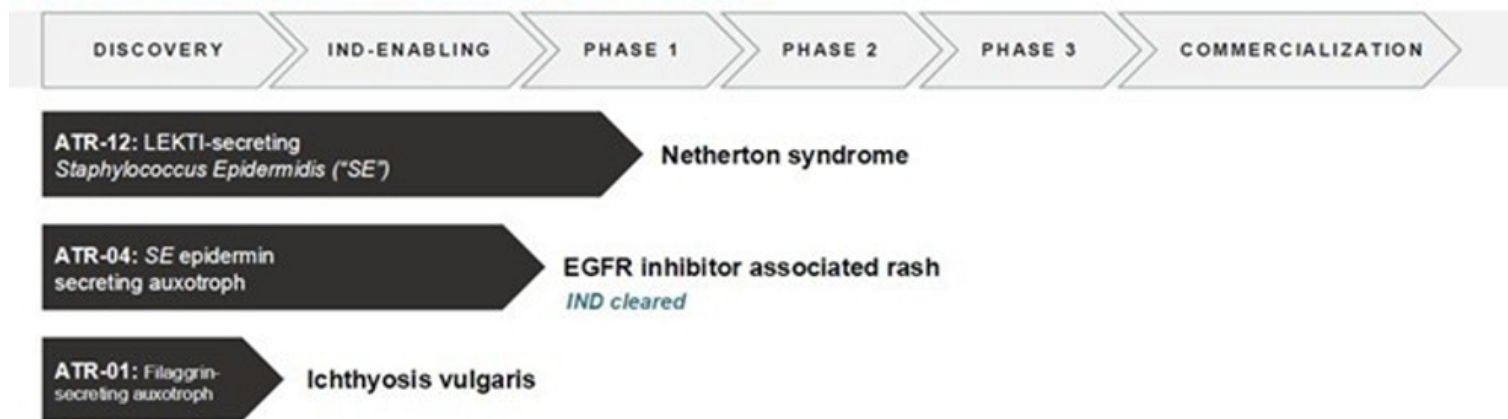 DISCOVERY IND-ENABLING PHASE 1 PHASE 2 PHASE 3 COMMERCIALIZATION
ATR-12: LEKTI-secreting
Staphylococcus Epidermidis (“SE”)
Netherton syndrome
ATR-04: SE epidermin
secreting auxotroph
EGFR inhibitor associated rash
IND cleared
ATR-01: Filaggrin-
secreting auxotroph
Ichthyosis vulgaris